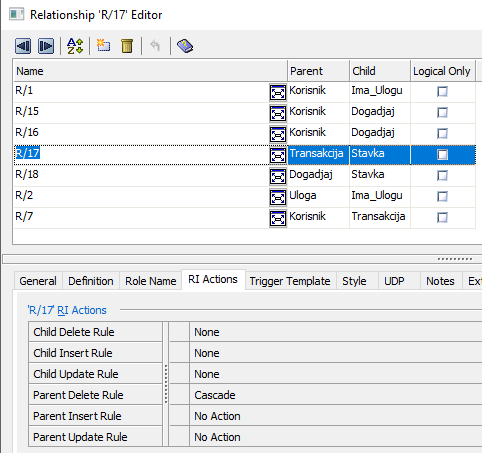 Relationship 'R/17' Editor
Name Parent Child Logical Only
R/1 Korisnik Ima_Ulogu
R/15 Korisnik Dogadjaj
R/16 Korisnik Dogadjaj
R/17 Transakcija Stavka
R/18 Dogadjaj Stavka
R/2 Uloga Ima_Ulogu
R/7 Korisnik Transakcija
General Definition Role Name RI Actions Trigger Template Style UDP Notes Ext
'R/17' RI Actions
Child Delete Rule None
Child Insert Rule None
Child Update Rule None
Parent Delete Rule Cascade
Parent Insert Rule No Action
Parent Update Rule No Action